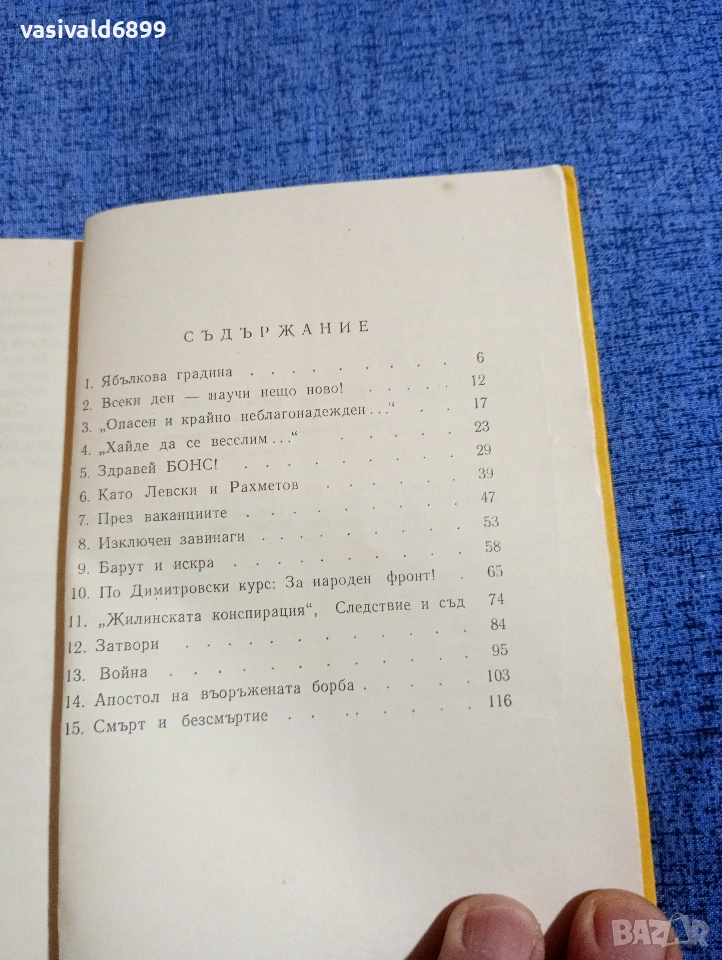 vasivald6899
СЪДЪРЖАНИЕ
1. Ябълкова градина . . . . . . . . . 6
2. Всеки ден — научи нещо ново! . . . . . 12
3. „Опасен и крайно неблагонадежден..." . . 17
4. „Хайде да се веселим..." . . . . . 23
5. Здравей БОНС! . . . . . . . . 29
6. Като Левски и Рахметов . . . . . . 39
7. През ваканциите . . . . . . . . 47
8. Изключен завинаги . . . . . . . 53
9. Барут и искра . . . . . . . . . 58
10. По Димитровски курс: За народен фронт! . 65
11. „Жилинската конспирация", Следствие и съд 74
12. Затвори . . . . . . . . . . 84
13. Война . . . . . . . . . . . 95
14. Апостол на въоръжената борба . . . . . 103
15. Смърт и безсмъртие . . . . . . . 116
BAZAR